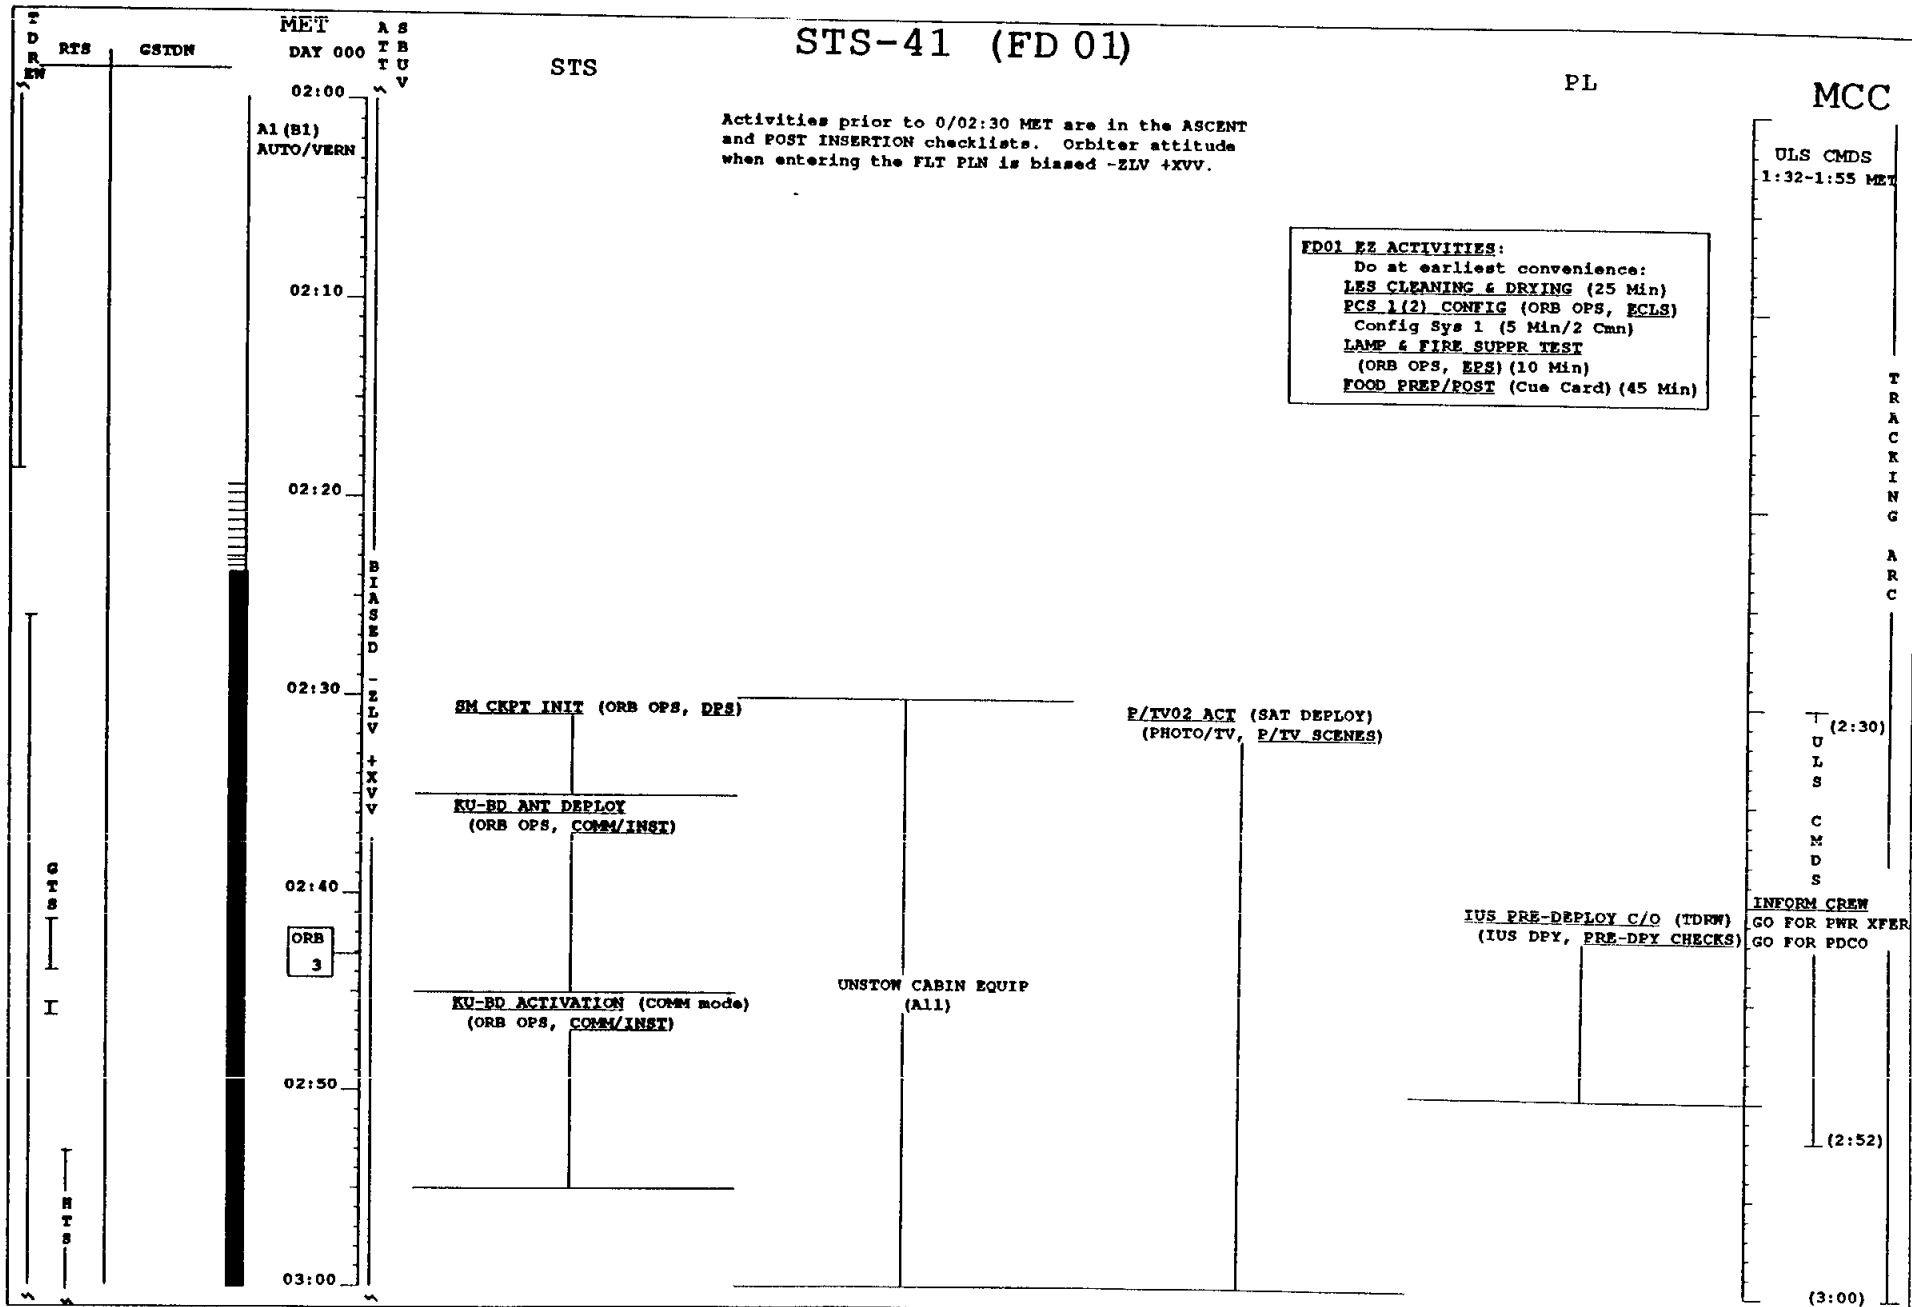 STS-41 (FD 01)
TDR
EW
RTS
GSTDN
MET
DAY 000
ATT
SBUV
STS
PL
MCC
02:00
A1(B1)
AUTO/VERN
Activities prior to 0/02:30 MET are in the ASCENT
and POST INSERTION checklists. Orbiter attitude
when entering the FLT PLN is biased -ZLV +XVV.
ULS CMDS
1:32-1:55 MET
FD01 EZ ACTIVITIES:
Do at earliest convenience:
LES CLEANING & DRYING (25 Min)
PCS 1(2) CONFIG (ORB OPS, ECLS)
Config Sys 1 (5 Min/2 Cmn)
LAMP & FIRE SUPPR TEST
(ORB OPS, EPS) (10 Min)
FOOD PREP/POST (Cue Card) (45 Min)
02:10
TRACKING ARC
02:20
BIASED -ZLV +XVV
02:30
SM CKPT INIT (ORB OPS, DPS)
P/TV02 ACT (SAT DEPLOY)
(PHOTO/TV, P/TV SCENES)
(2:30)
ULS CMDS
KU-BD ANT DEPLOY
(ORB OPS, COMM/INST)
GTS
02:40
INFORM CREW
GO FOR PWR XFER
GO FOR PDCO
IUS PRE-DEPLOY C/O (TDRW)
(IUS DPY, PRE-DPY CHECKS)
ORB
3
UNSTOW CABIN EQUIP
(All)
KU-BD ACTIVATION (COMM mode)
(ORB OPS, COMM/INST)
02:50
(2:52)
HTS
03:00
(3:00)